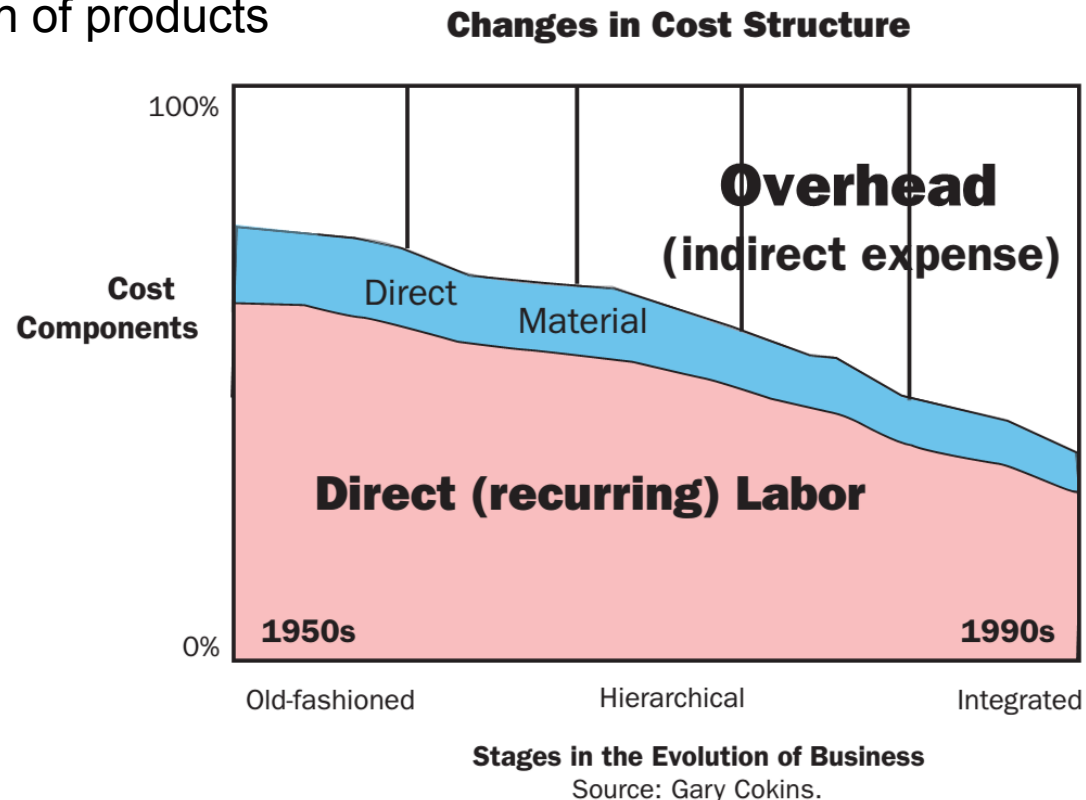 n of products
Changes in Cost Structure
100%
Overhead
(indirect expense)
Direct
Material
Cost
Components
Direct (recurring) Labor
1950s
1990s
0%
Old-fashioned
Hierarchical
Integrated
Stages in the Evolution of Business
Source: Gary Cokins.